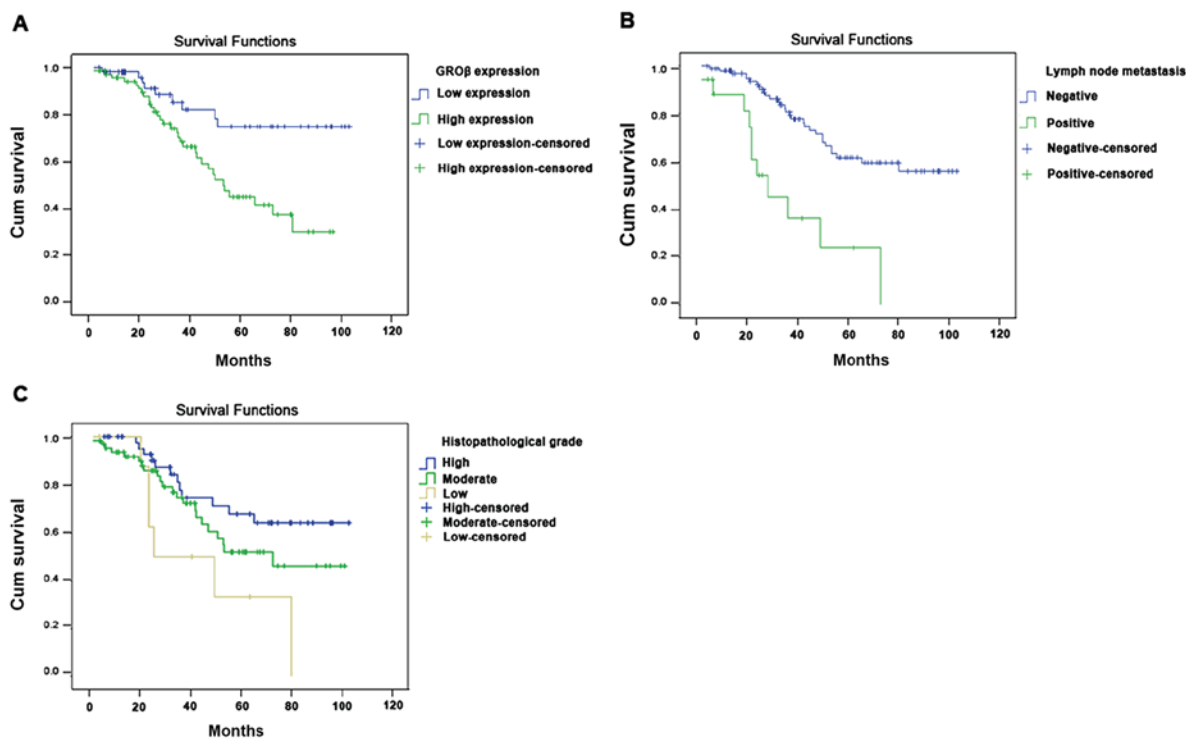 A
Survival Functions
GROβ expression
Low expression
High expression
Low expression-censored
High expression-censored
Cum survival
1.0
0.8
0.6
0.4
0.2
0.0
0 20 40 60 80 100 120
Months
B
Survival Functions
Lymph node metastasis
Negative
Positive
Negative-censored
Positive-censored
Cum survival
1.0
0.8
0.6
0.4
0.2
0.0
0 20 40 60 80 100 120
Months
C
Survival Functions
Histopathological grade
High
Moderate
Low
High-censored
Moderate-censored
Low-censored
Cum survival
1.0
0.8
0.6
0.4
0.2
0.0
0 20 40 60 80 100 120
Months